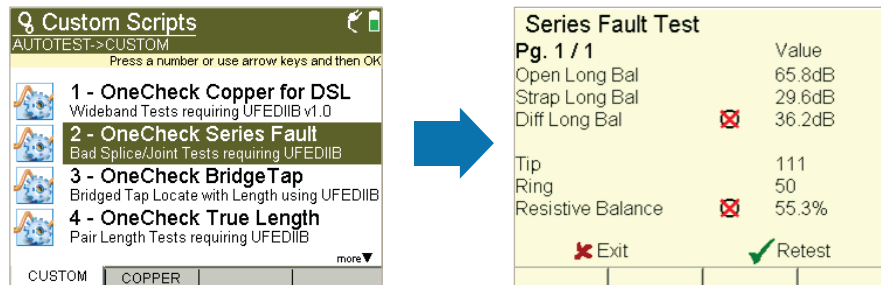 Custom Scripts
AUTOTEST->CUSTOM
Press a number or use arrow keys and then OK
1 - OneCheck Copper for DSL
Wideband Tests requiring UFEDIIB v1.0
2 - OneCheck Series Fault
Bad Splice/Joint Tests requiring UFEDIIB
3 - OneCheck BridgeTap
Bridged Tap Locate with Length using UFEDIIB
4 - OneCheck True Length
Pair Length Tests requiring UFEDIIB
more
CUSTOM COPPER
Series Fault Test
Pg. 1 / 1 Value
Open Long Bal 65.8dB
Strap Long Bal 29.6dB
Diff Long Bal 36.2dB
Tip 111
Ring 50
Resistive Balance 55.3%
Exit Retest